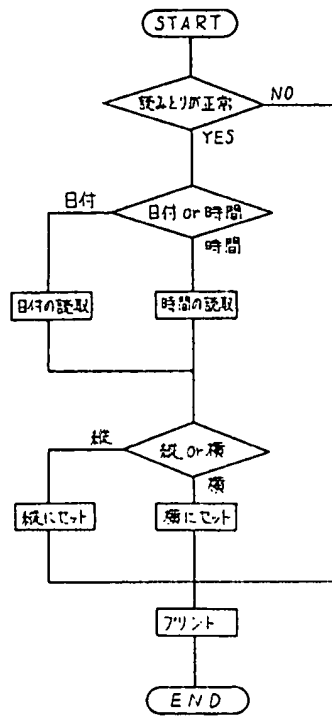 START
読みとりが正常
NO
YES
日付
日付 or 時間
時間
日付の読取
時間の読取
縦
縦 or 横
横
縦にセット
横にセット
プリント
END